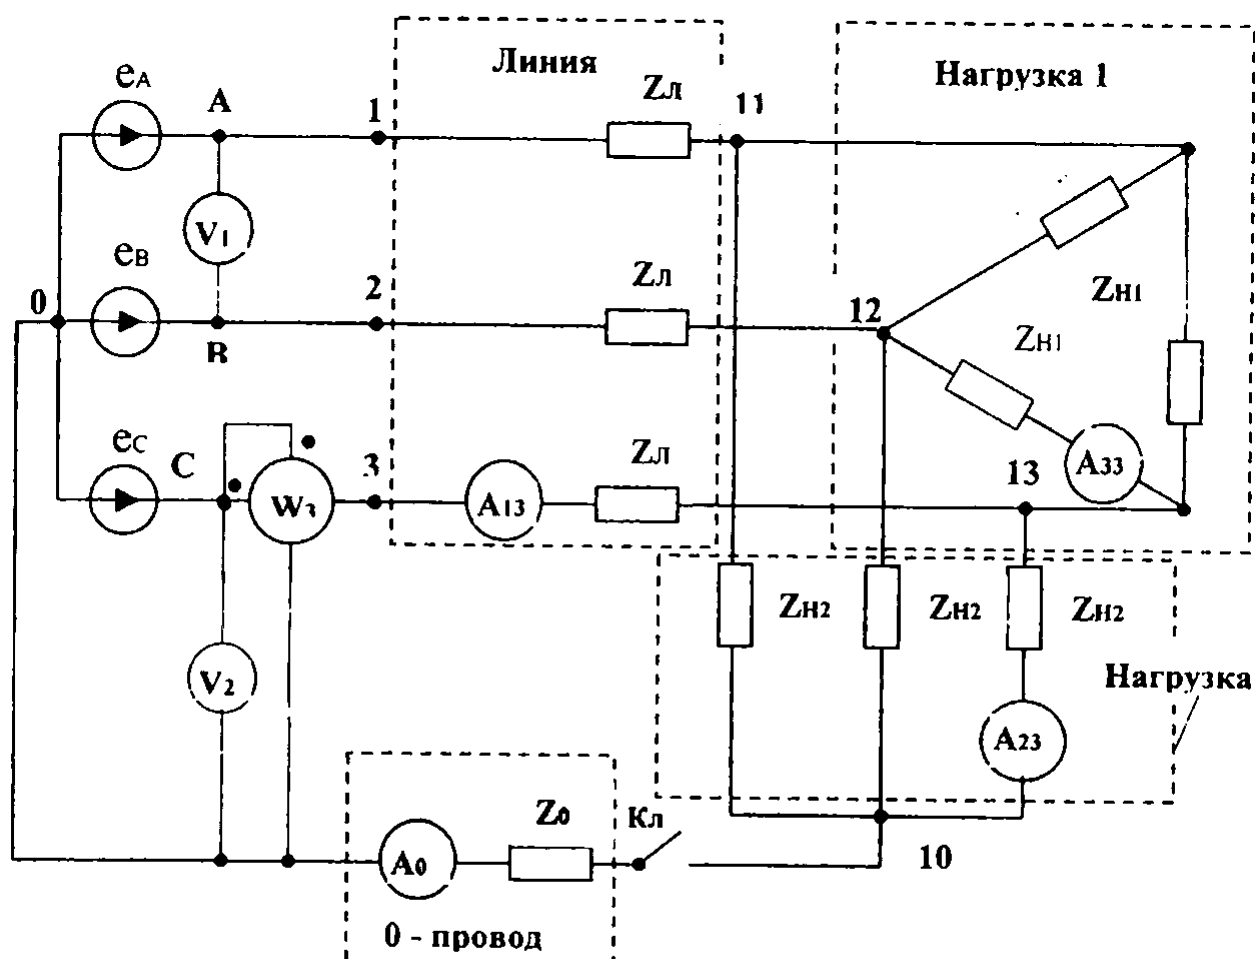 Линия
Нагрузка 1
eA
A
1
Zл
11
V1
eB
0
2
Zл
12
B
Zн1
Zн1
eC
C
W3
3
A13
Zл
13
A33
Zн2
Zн2
Zн2
V2
Нагрузка
A23
Z0
Кл
10
A0
0 - провод